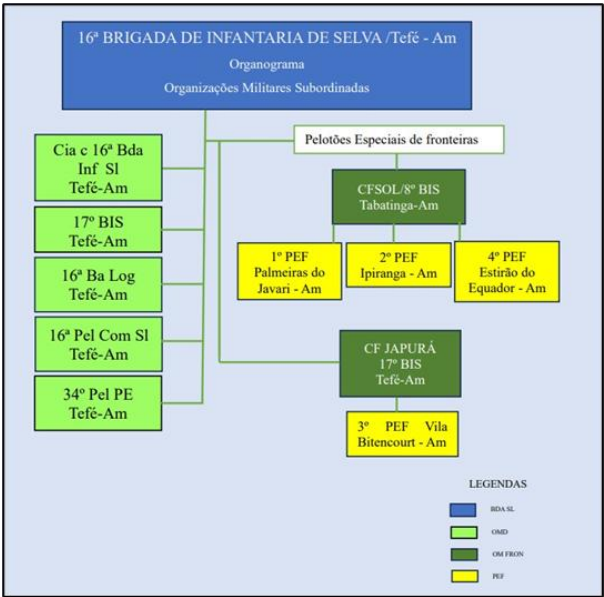 16ª BRIGADA DE INFANTARIA DE SELVA /Tefé - Am
Organograma
Organizações Militares Subordinadas
Pelotões Especiais de fronteiras
Cia c 16ª Bda
Inf Sl
Tefé-Am
17º BIS
Tefé-Am
16ª Ba Log
Tefé-Am
16ª Pel Com Sl
Tefé-Am
34º Pel PE
Tefé-Am
CFSOL/8º BIS
Tabatinga-Am
1º PEF
Palmeiras do
Javari - Am
2º PEF
Ipiranga - Am
4º PEF
Estirão do
Equador - Am
CF JAPURÁ
17º BIS
Tefé-Am
3º PEF Vila
Bitencourt - Am
LEGENDAS
BDA SL
OMD
OM FRON
PEF